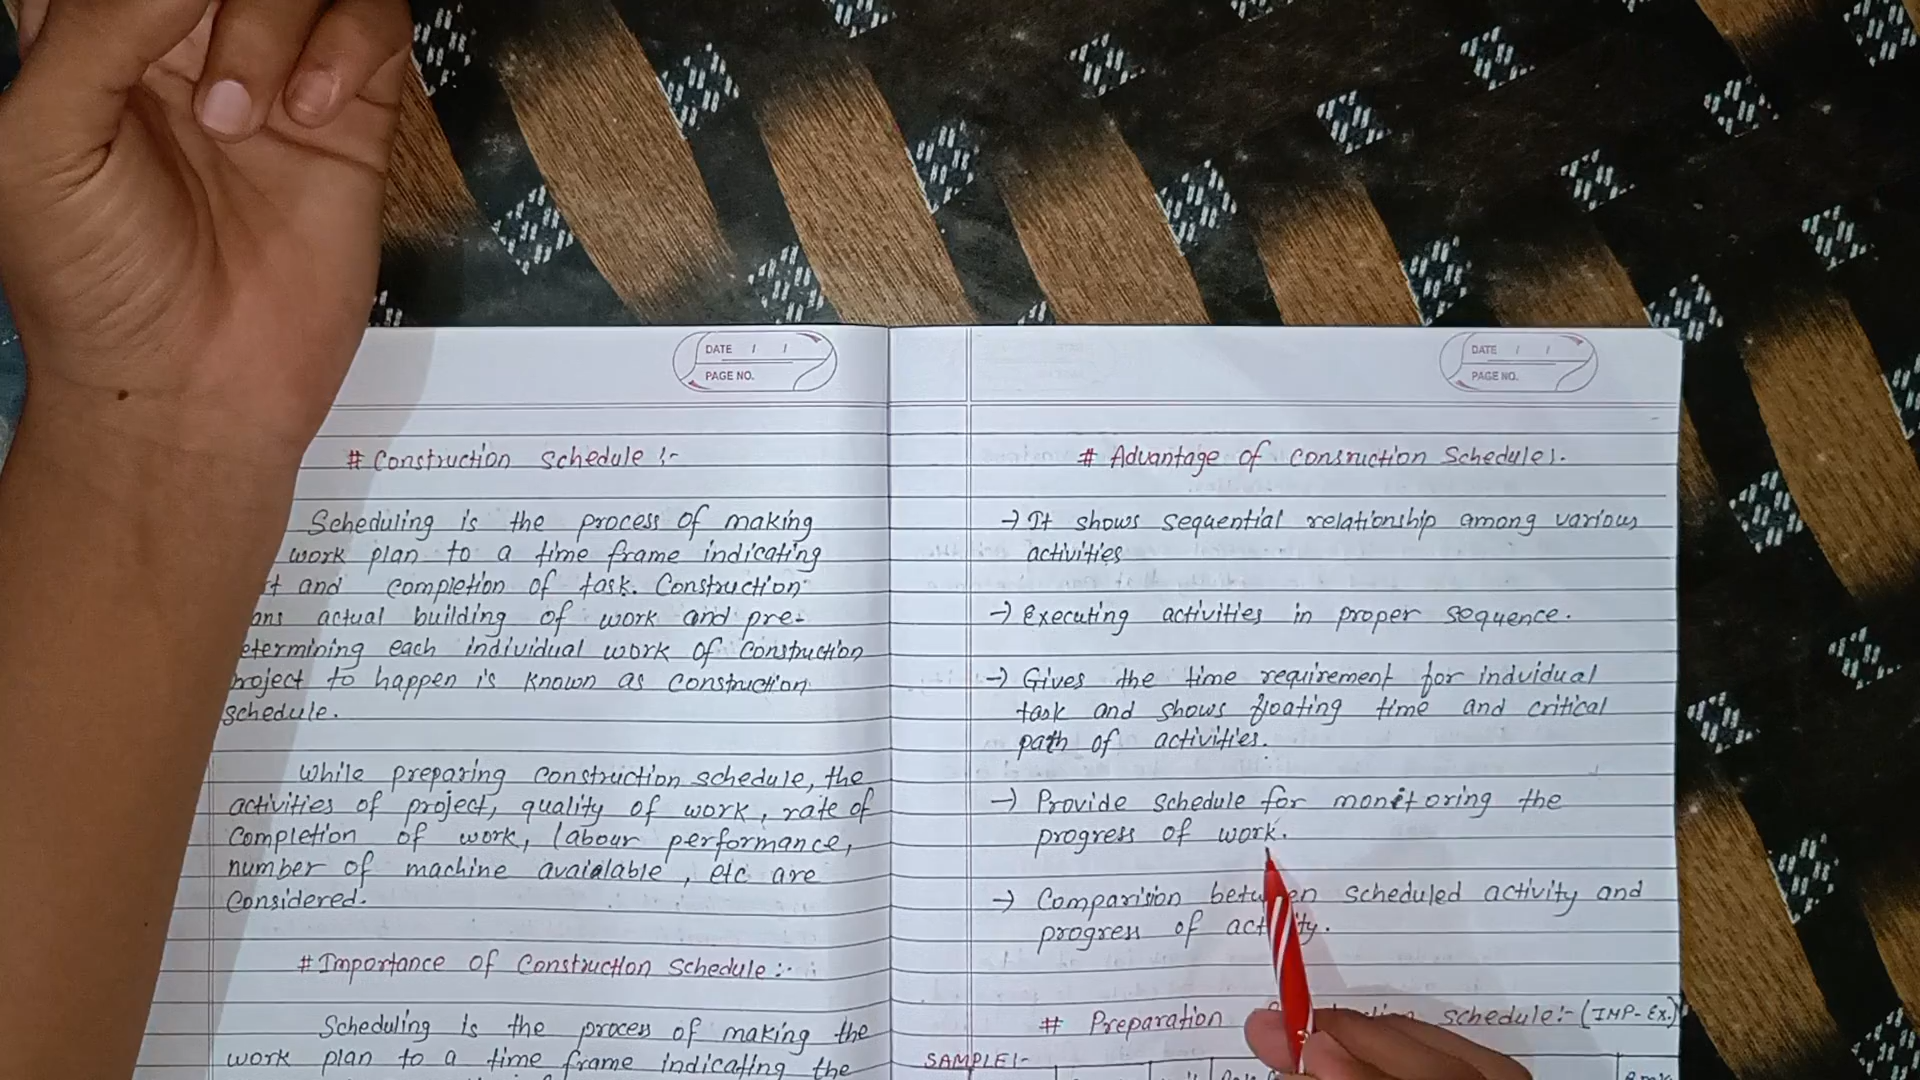 DATE / /
PAGE NO.
# Construction Schedule :-
Scheduling is the process of making
work plan to a time frame indicating
and completion of task. Construction
actual building of work and pre-
each individual work of construction
to happen is known as construction
schedule.
While preparing construction schedule, the
activities of project, quality of work, rate of
completion of work, labour performance,
number of machine avaialable, etc are
considered.
# Importance of Construction Schedule :-
Scheduling is the process of making the
work plan to a time frame indicating the
DATE / /
PAGE NO.
# Advantage of Consruction Schedule :-
→ It shows sequential relationship among various
activities
→ Executing activities in proper sequence.
→ Gives the time requirement for indvidual
task and shows floating time and critical
path of activities.
→ Provide schedule for monitoring the
progress of work.
→ Comparision scheduled activity and
progress of
# Preparation schedule :- (IMP-Ex.)
SAMPLE :-